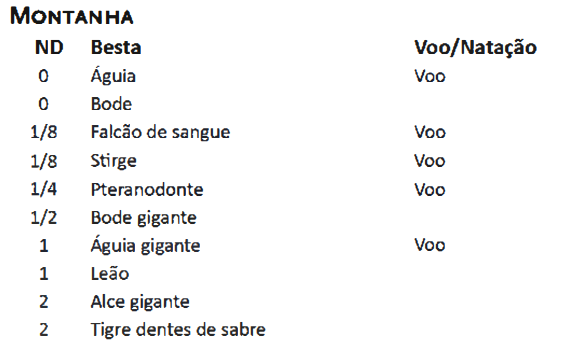 MONTANHA
ND Besta Voo/Natação
0 Águia Voo
0 Bode
1/8 Falcão de sangue Voo
1/8 Stirge Voo
1/4 Pteranodonte Voo
1/2 Bode gigante
1 Águia gigante Voo
1 Leão
2 Alce gigante
2 Tigre dentes de sabre